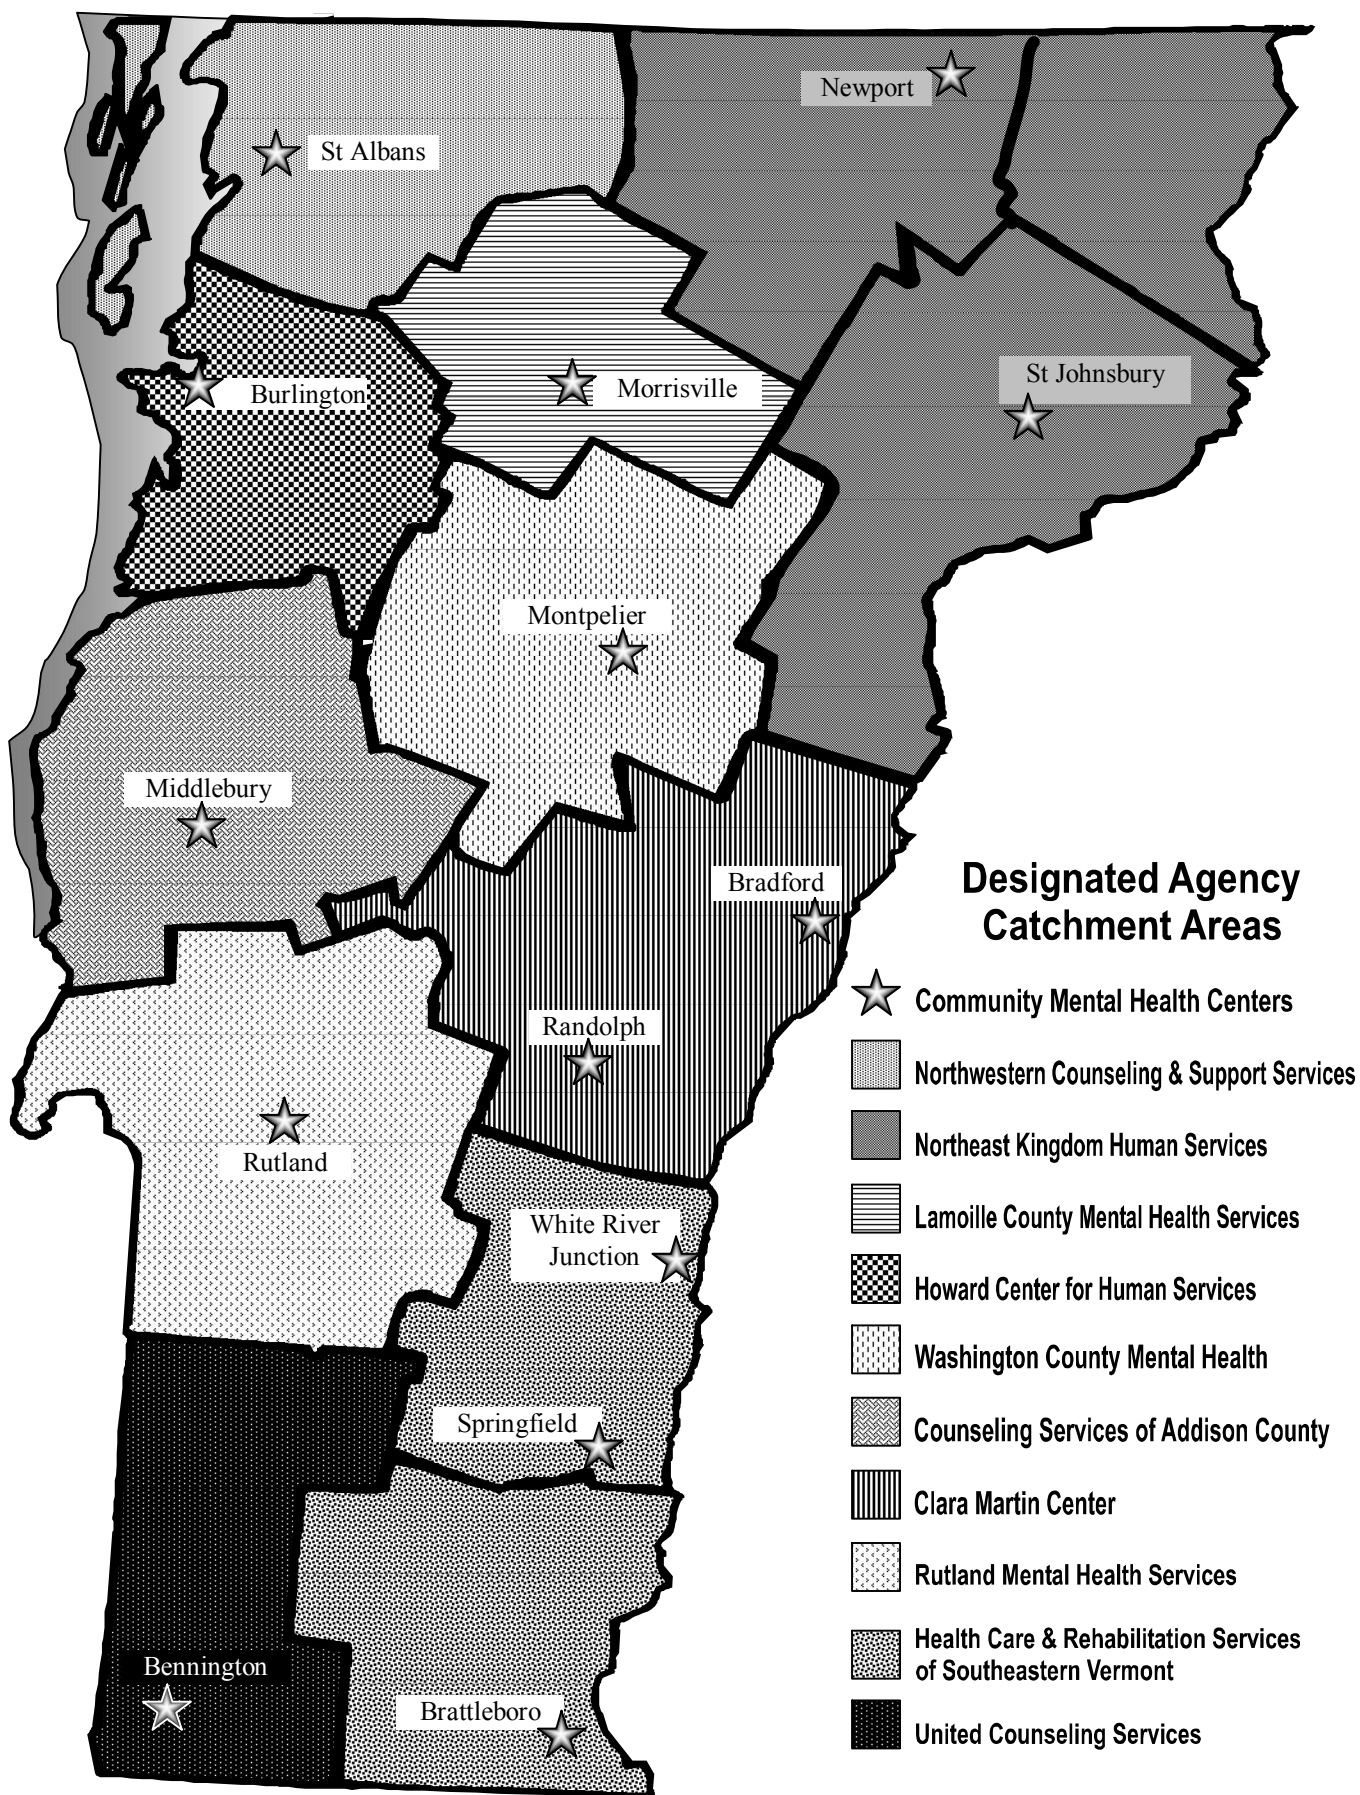 Newport
St Albans
St Johnsbury
Burlington
Morrisville
Montpelier
Middlebury
Bradford
Randolph
Rutland
White River
Junction
Springfield
Bennington
Brattleboro
Designated Agency
Catchment Areas
Community Mental Health Centers
Northwestern Counseling & Support Services
Northeast Kingdom Human Services
Lamoille County Mental Health Services
Howard Center for Human Services
Washington County Mental Health
Counseling Services of Addison County
Clara Martin Center
Rutland Mental Health Services
Health Care & Rehabilitation Services
of Southeastern Vermont
United Counseling Services